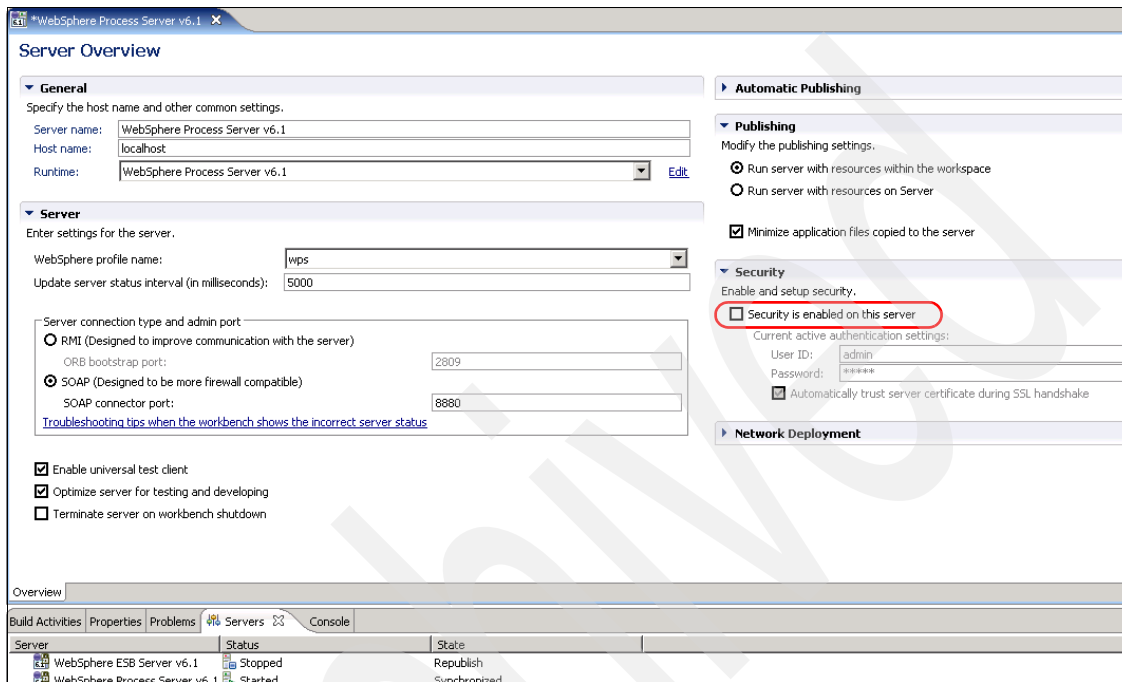 *WebSphere Process Server v6.1
Server Overview
General
Specify the host name and other common settings.
Server name: WebSphere Process Server v6.1
Host name: localhost
Runtime: WebSphere Process Server v6.1 Edit
Server
Enter settings for the server.
WebSphere profile name: wps
Update server status interval (in milliseconds): 5000
Server connection type and admin port
RMI (Designed to improve communication with the server)
ORB bootstrap port: 2809
SOAP (Designed to be more firewall compatible)
SOAP connector port: 8880
Troubleshooting tips when the workbench shows the incorrect server status
Enable universal test client
Optimize server for testing and developing
Terminate server on workbench shutdown
Automatic Publishing
Publishing
Modify the publishing settings.
Run server with resources within the workspace
Run server with resources on Server
Minimize application files copied to the server
Security
Enable and setup security.
Security is enabled on this server
Current active authentication settings:
User ID: admin
Password: *****
Automatically trust server certificate during SSL handshake
Network Deployment
Overview
Build Activities Properties Problems Servers Console
Server Status State
WebSphere ESB Server v6.1 Stopped Republish
WebSphere Process Server v6.1 Started Synchronized